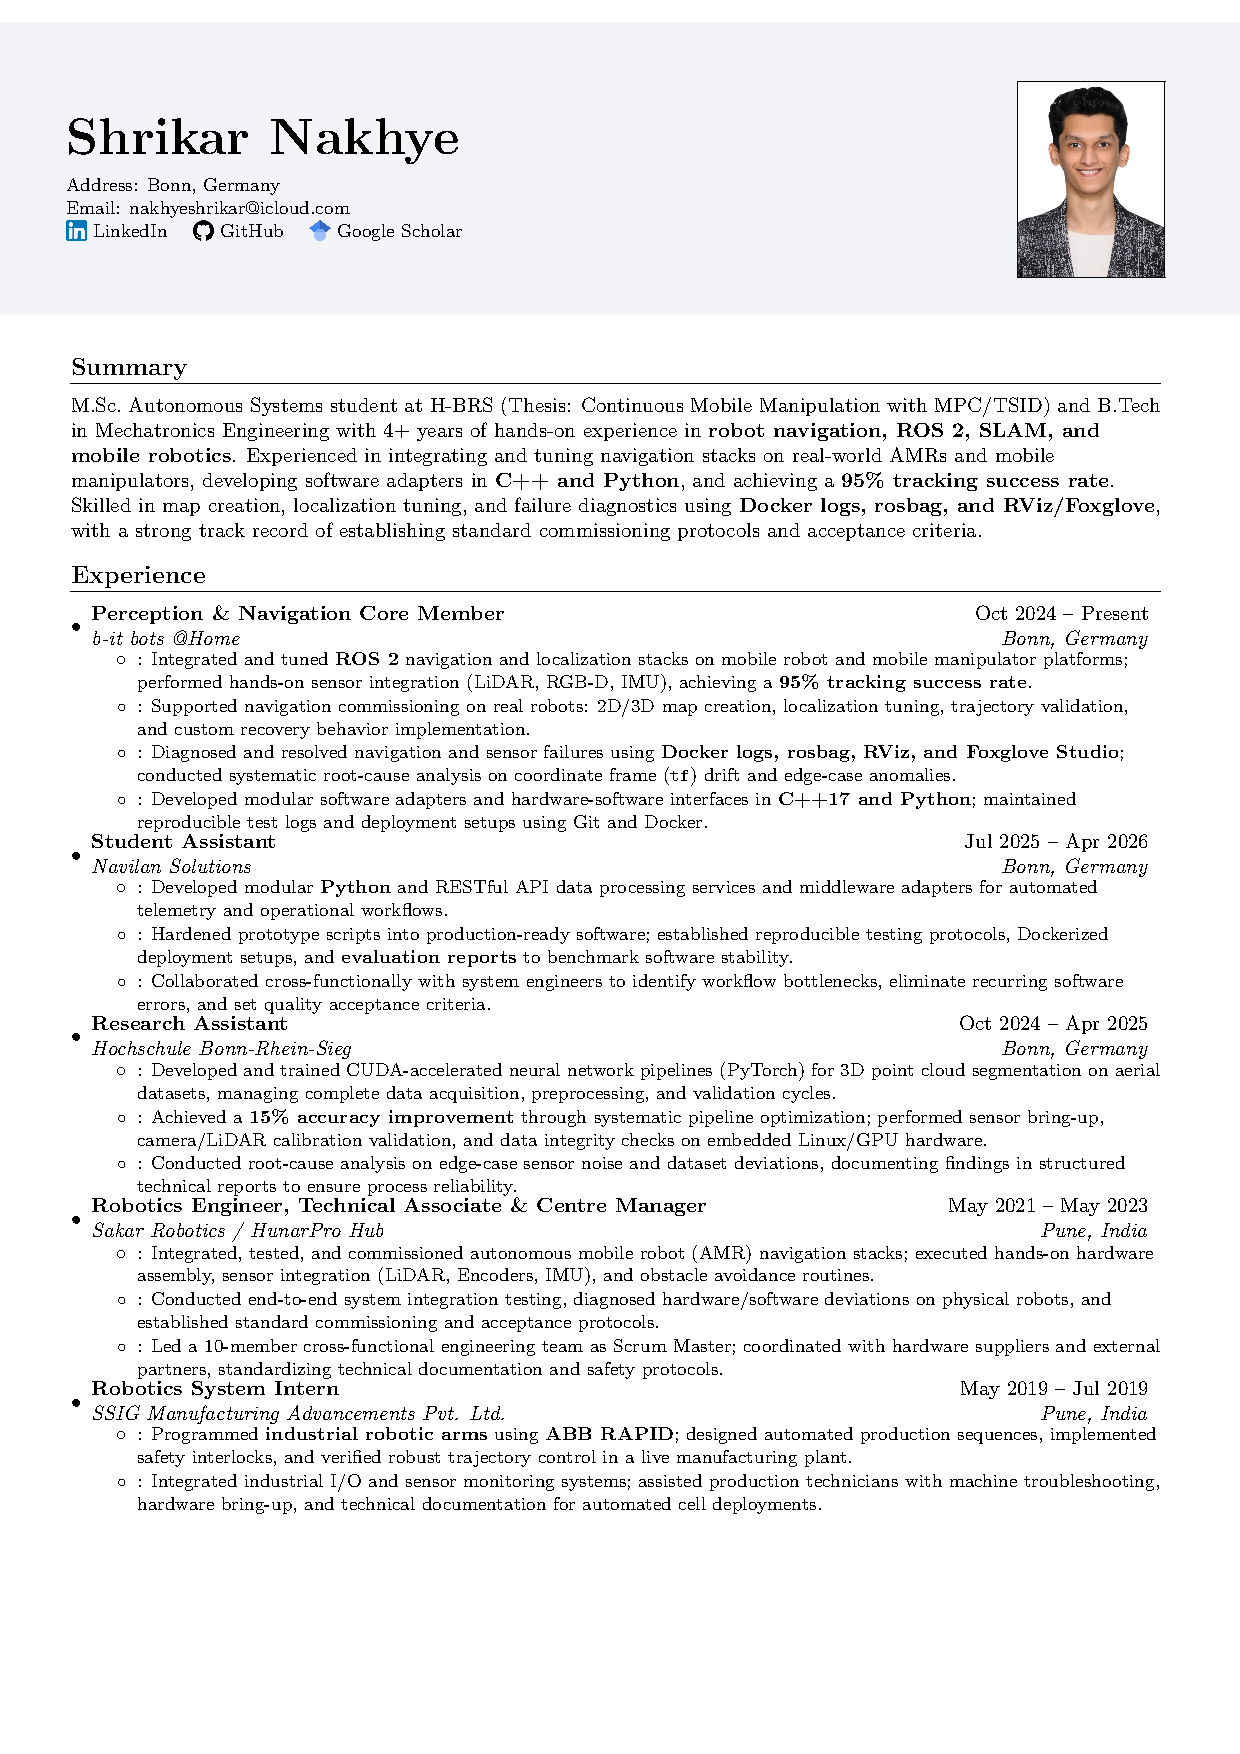 Shrikar Nakhye
Address: Bonn, Germany
Email: nakhyeshrikar@icloud.com
LinkedIn GitHub Google Scholar
Summary
M.Sc. Autonomous Systems student at H-BRS (Thesis: Continuous Mobile Manipulation with MPC/TSID) and B.Tech
in Mechatronics Engineering with 4+ years of hands-on experience in robot navigation, ROS 2, SLAM, and
mobile robotics. Experienced in integrating and tuning navigation stacks on real-world AMRs and mobile
manipulators, developing software adapters in C++ and Python, and achieving a 95% tracking success rate.
Skilled in map creation, localization tuning, and failure diagnostics using Docker logs, rosbag, and RViz/Foxglove,
with a strong track record of establishing standard commissioning protocols and acceptance criteria.
Experience
• Perception & Navigation Core Member Oct 2024 – Present
b-it bots @Home Bonn, Germany
◦ : Integrated and tuned ROS 2 navigation and localization stacks on mobile robot and mobile manipulator platforms;
performed hands-on sensor integration (LiDAR, RGB-D, IMU), achieving a 95% tracking success rate.
◦ : Supported navigation commissioning on real robots: 2D/3D map creation, localization tuning, trajectory validation,
and custom recovery behavior implementation.
◦ : Diagnosed and resolved navigation and sensor failures using Docker logs, rosbag, RViz, and Foxglove Studio;
conducted systematic root-cause analysis on coordinate frame (tf) drift and edge-case anomalies.
◦ : Developed modular software adapters and hardware-software interfaces in C++17 and Python; maintained
reproducible test logs and deployment setups using Git and Docker.
• Student Assistant Jul 2025 – Apr 2026
Navilan Solutions Bonn, Germany
◦ : Developed modular Python and RESTful API data processing services and middleware adapters for automated
telemetry and operational workflows.
◦ : Hardened prototype scripts into production-ready software; established reproducible testing protocols, Dockerized
deployment setups, and evaluation reports to benchmark software stability.
◦ : Collaborated cross-functionally with system engineers to identify workflow bottlenecks, eliminate recurring software
errors, and set quality acceptance criteria.
• Research Assistant Oct 2024 – Apr 2025
Hochschule Bonn-Rhein-Sieg Bonn, Germany
◦ : Developed and trained CUDA-accelerated neural network pipelines (PyTorch) for 3D point cloud segmentation on aerial
datasets, managing complete data acquisition, preprocessing, and validation cycles.
◦ : Achieved a 15% accuracy improvement through systematic pipeline optimization; performed sensor bring-up,
camera/LiDAR calibration validation, and data integrity checks on embedded Linux/GPU hardware.
◦ : Conducted root-cause analysis on edge-case sensor noise and dataset deviations, documenting findings in structured
technical reports to ensure process reliability.
• Robotics Engineer, Technical Associate & Centre Manager May 2021 – May 2023
Sakar Robotics / HunarPro Hub Pune, India
◦ : Integrated, tested, and commissioned autonomous mobile robot (AMR) navigation stacks; executed hands-on hardware
assembly, sensor integration (LiDAR, Encoders, IMU), and obstacle avoidance routines.
◦ : Conducted end-to-end system integration testing, diagnosed hardware/software deviations on physical robots, and
established standard commissioning and acceptance protocols.
◦ : Led a 10-member cross-functional engineering team as Scrum Master; coordinated with hardware suppliers and external
partners, standardizing technical documentation and safety protocols.
• Robotics System Intern May 2019 – Jul 2019
SSIG Manufacturing Advancements Pvt. Ltd. Pune, India
◦ : Programmed industrial robotic arms using ABB RAPID; designed automated production sequences, implemented
safety interlocks, and verified robust trajectory control in a live manufacturing plant.
◦ : Integrated industrial I/O and sensor monitoring systems; assisted production technicians with machine troubleshooting,
hardware bring-up, and technical documentation for automated cell deployments.